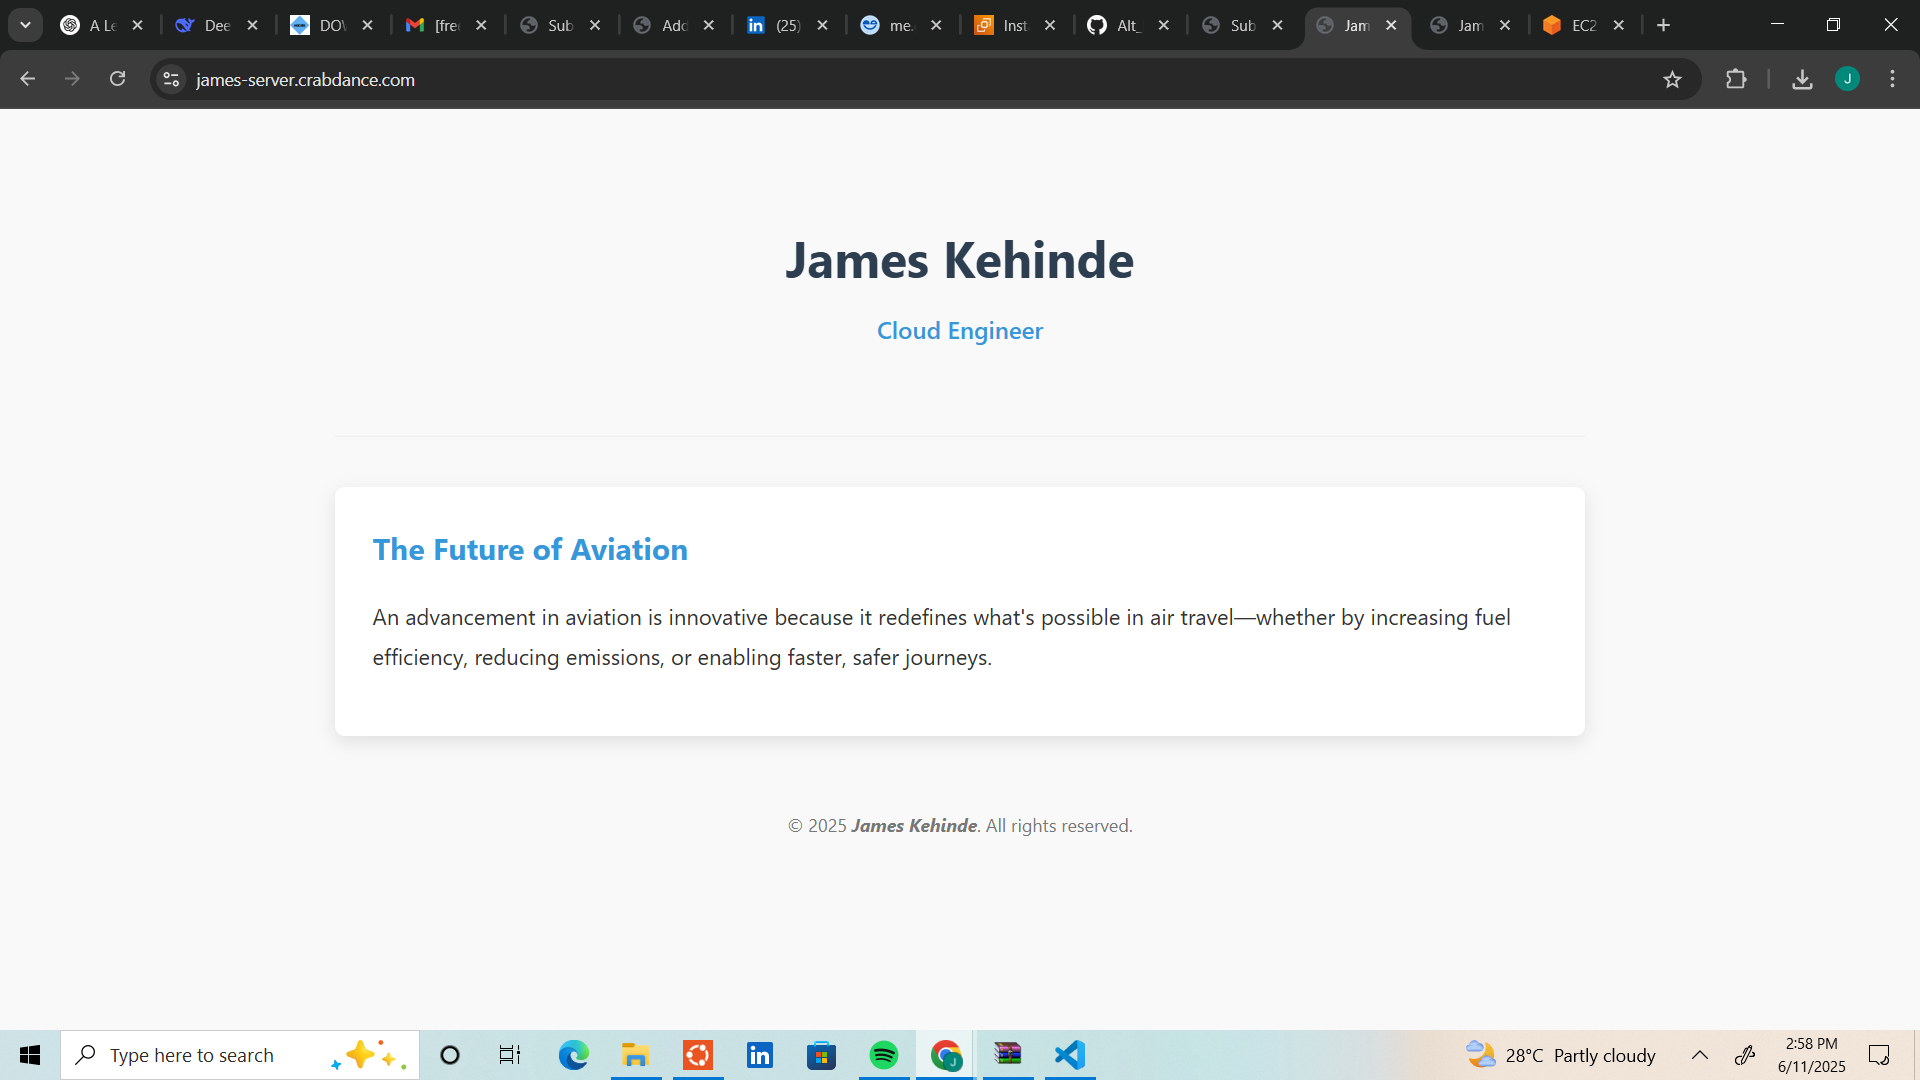 A Le
Dee
DOW
[free
Sub
Add
(25)
me.
Inst
Alt_
Sub
Jam
Jam
EC2
james-server.crabdance.com
J
James Kehinde
Cloud Engineer
The Future of Aviation
An advancement in aviation is innovative because it redefines what's possible in air travel—whether by increasing fuel
efficiency, reducing emissions, or enabling faster, safer journeys.
© 2025 James Kehinde. All rights reserved.
Type here to search
28°C Partly cloudy
2:58 PM
6/11/2025